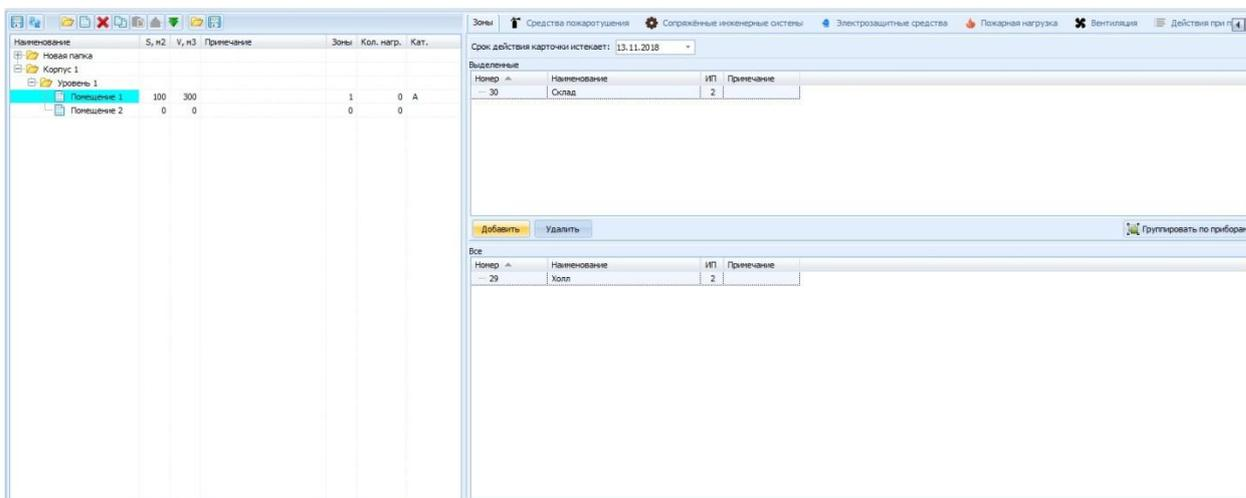 Зоны Средства пожаротушения Сопряжённые инженерные системы Электрозащитные средства Пожарная нагрузка Вентиляция Действия при п
Наименование S, м2 V, м3 Примечание Зоны Кол. нагр. Кат.
Новая папка
Корпус 1
Уровень 1
Помещение 1 100 300 1 0 А
Помещение 2 0 0 0 0
Срок действия карточки истекает: 13.11.2018
Выделенные
Номер Наименование ИП Примечание
30 Склад 2
Добавить Удалить Группировать по приборам
Все
Номер Наименование ИП Примечание
29 Холл 2